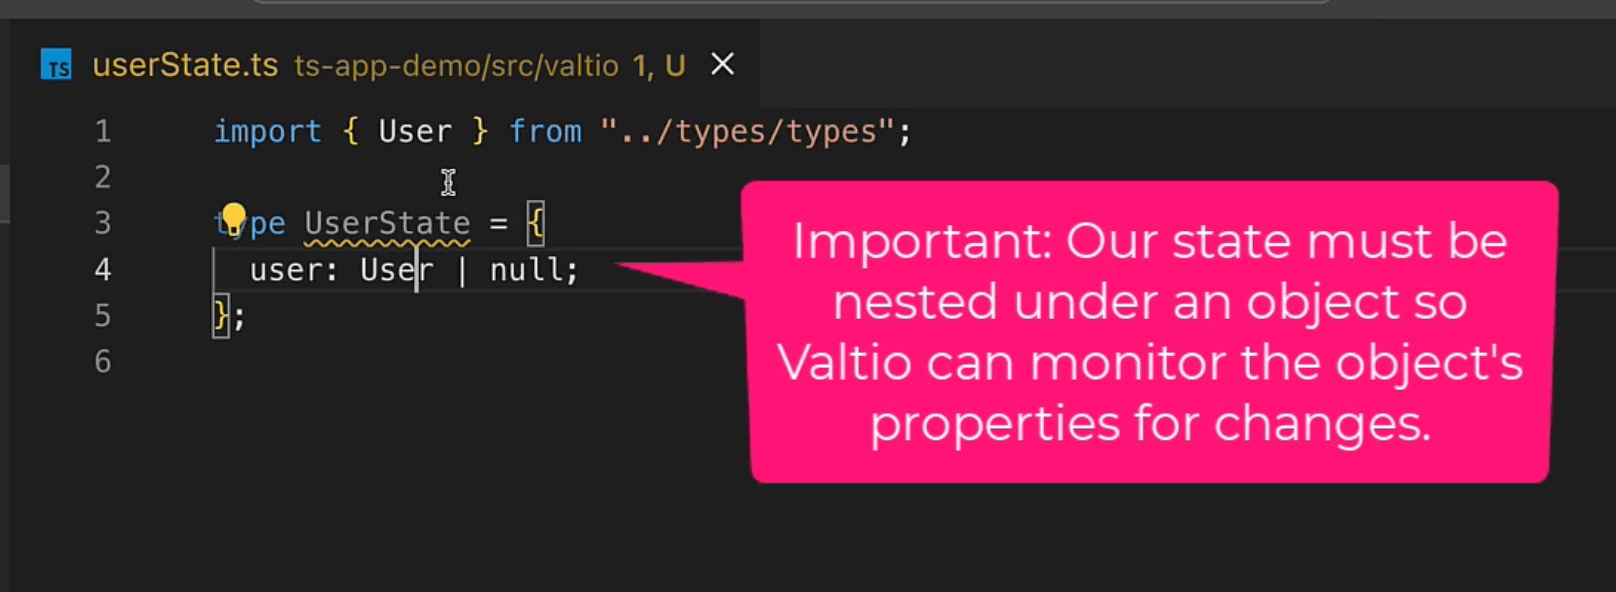 TS userState.ts ts-app-demo/src/valtio 1, U
1 import { User } from "../types/types";
2
3 type UserState = {
4 user: User | null;
5 };
6
Important: Our state must be
nested under an object so
Valtio can monitor the object's
properties for changes.